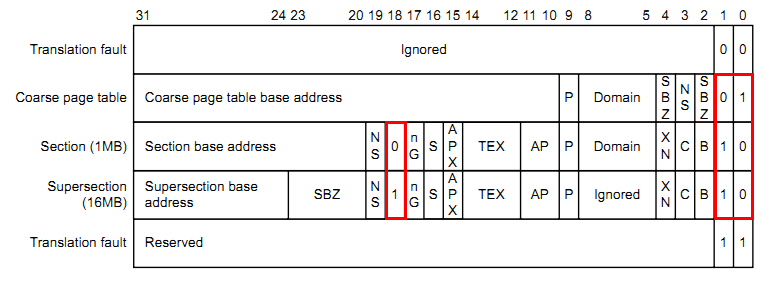 31 24 23 20 19 18 17 16 15 14 12 11 10 9 8 5 4 3 2 1 0
Translation fault Ignored 0 0
Coarse page table Coarse page table base address P Domain SBZ NS SBZ 0 1
Section (1MB) Section base address NS 0 nG S APX TEX AP P Domain XN C B 1 0
Supersection (16MB) Supersection base address SBZ NS 1 nG S APX TEX AP P Ignored XN C B 1 0
Translation fault Reserved 1 1